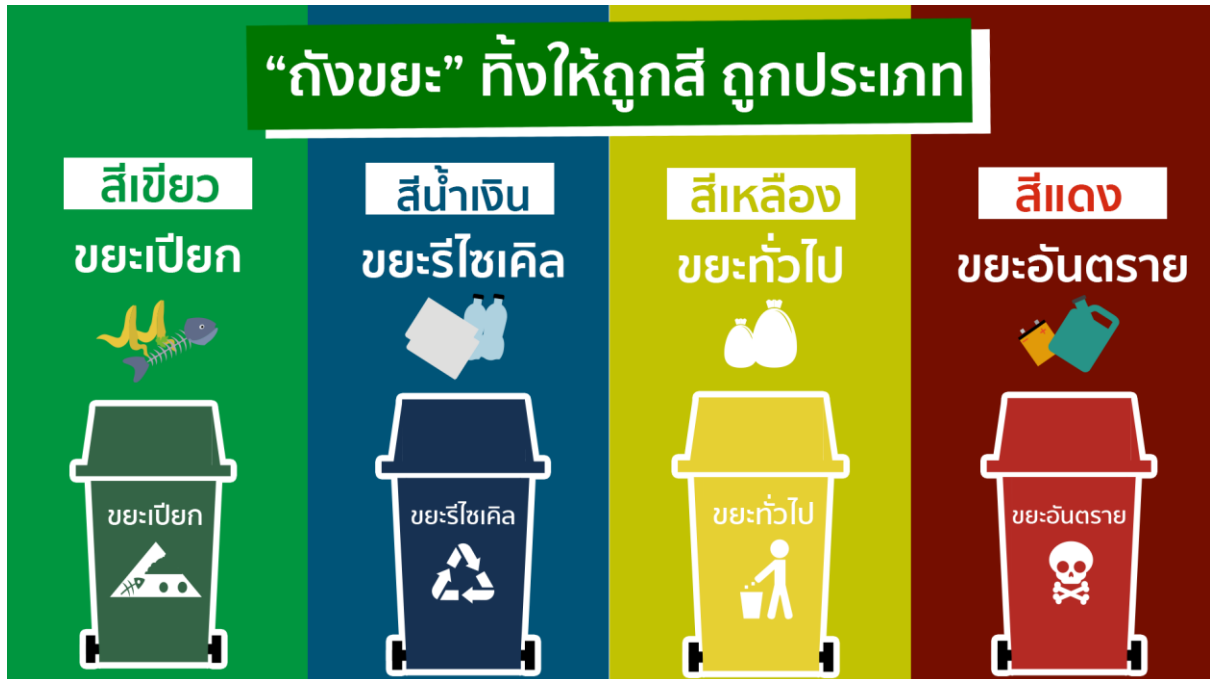 “ถังขยะ” ทิ้งให้ถูกสี ถูกประเภท
สีเขียว
ขยะเปียก
ขยะเปียก
สีน้ำเงิน
ขยะรีไซเคิล
ขยะรีไซเคิล
สีเหลือง
ขยะทั่วไป
ขยะทั่วไป
สีแดง
ขยะอันตราย
ขยะอันตราย